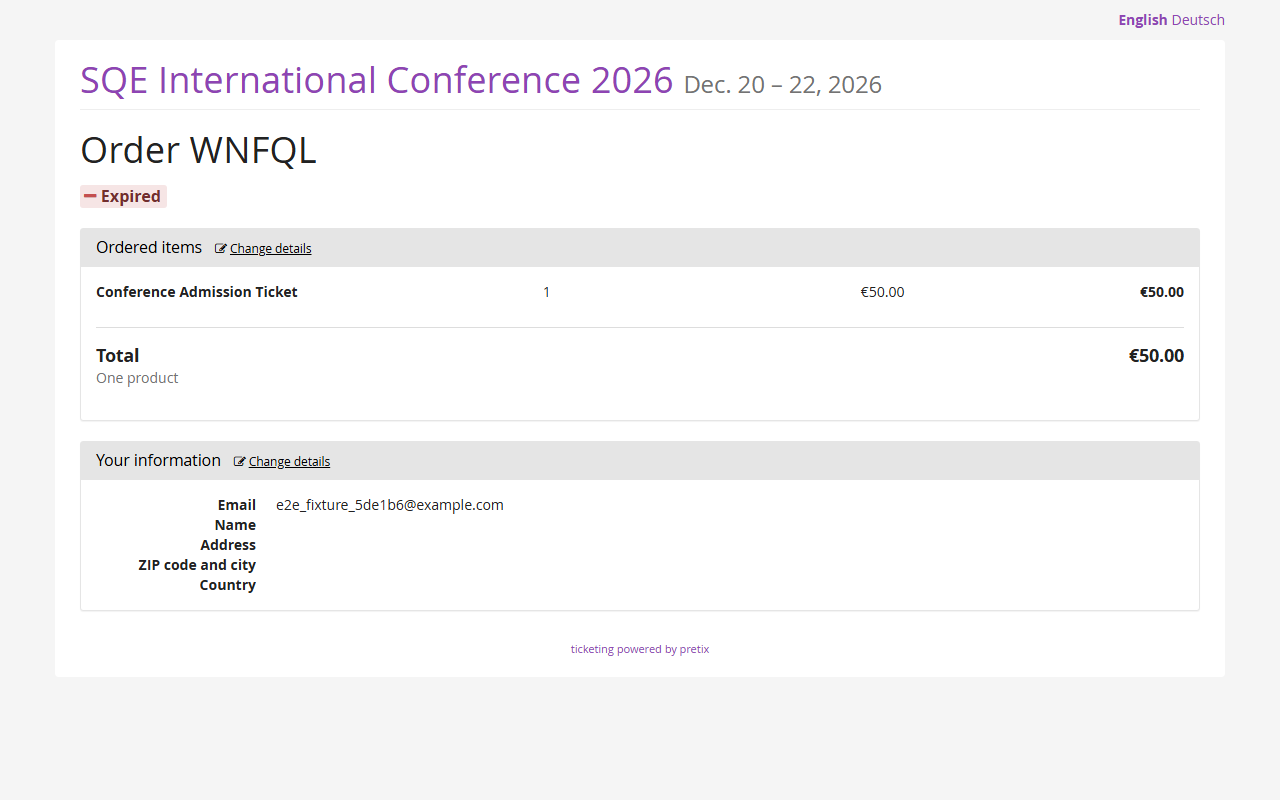 English Deutsch
SQE International Conference 2026 Dec. 20 – 22, 2026
Order WNFQL
Expired
Ordered items Change details
Conference Admission Ticket 1 €50.00 €50.00
Total €50.00
One product
Your information Change details
Email e2e_fixture_5de1b6@example.com
Name
Address
ZIP code and city
Country
ticketing powered by pretix